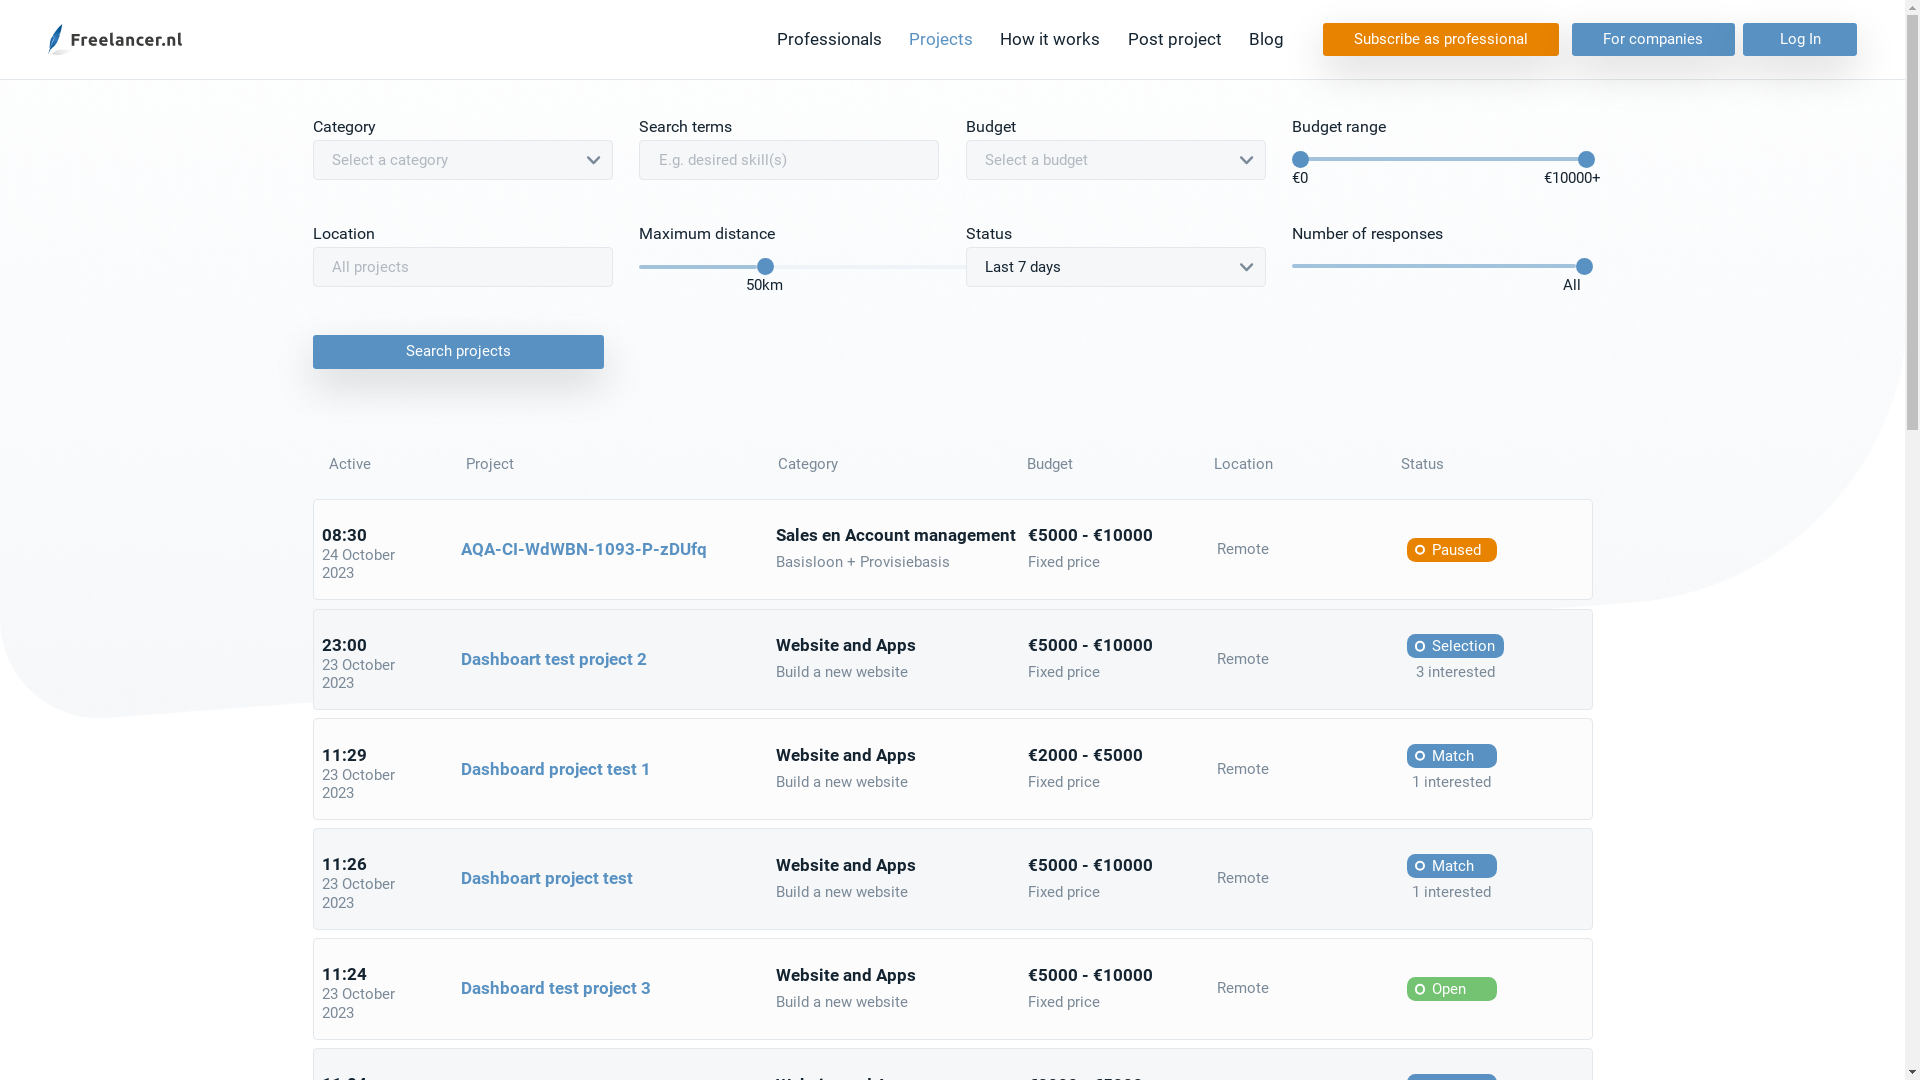 Freelancer.nl
Professionals Projects How it works Post project Blog Subscribe as professional For companies Log In
Category Search terms Budget Budget range
Select a category E.g. desired skill(s) Select a budget
€0 €10000+
Location Maximum distance Status Number of responses
All projects Last 7 days
50km All
Search projects
Active Project Category Budget Location Status
08:30 Sales en Account management €5000 - €10000
24 October 2023 AQA-CI-WdWBN-1093-P-zDUfq Basisloon + Provisiebasis Fixed price Remote Paused
23:00 Website and Apps €5000 - €10000 Selection
23 October 2023 Dashboart test project 2 Build a new website Fixed price Remote 3 interested
11:29 Website and Apps €2000 - €5000 Match
23 October 2023 Dashboard project test 1 Build a new website Fixed price Remote 1 interested
11:26 Website and Apps €5000 - €10000 Match
23 October 2023 Dashboart project test Build a new website Fixed price Remote 1 interested
11:24 Website and Apps €5000 - €10000
23 October 2023 Dashboard test project 3 Build a new website Fixed price Remote Open